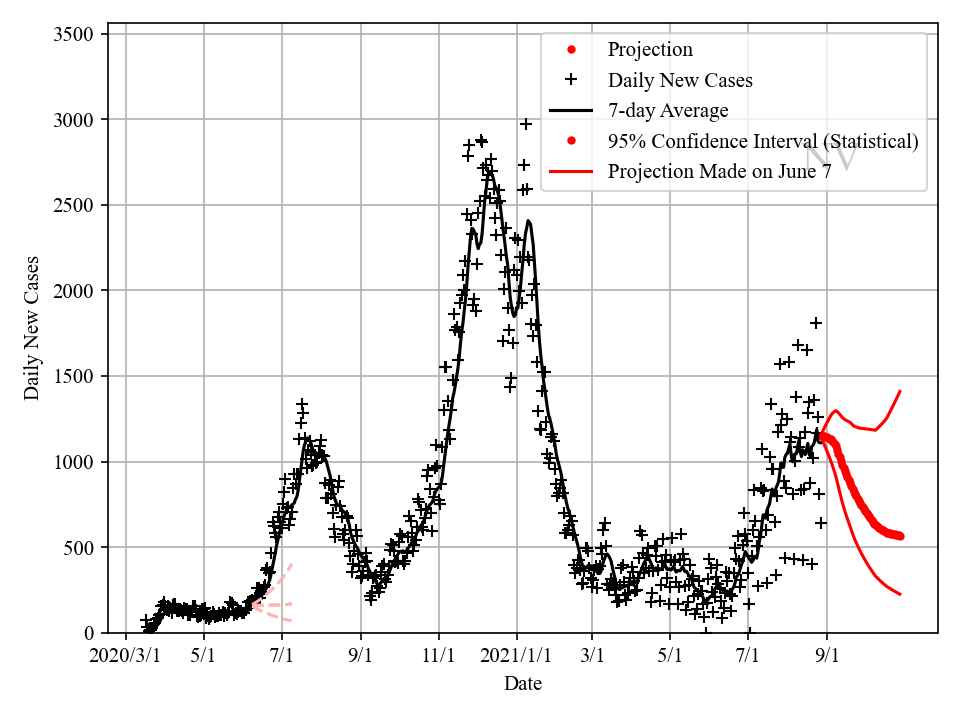 3500
3000
2500
2000
1500
1000
500
0
Daily New Cases
Projection
Daily New Cases
7-day Average
95% Confidence Interval (Statistical)
Projection Made on June 7
NV
2020/3/1 5/1 7/1 9/1 11/1 2021/1/1 3/1 5/1 7/1 9/1
Date